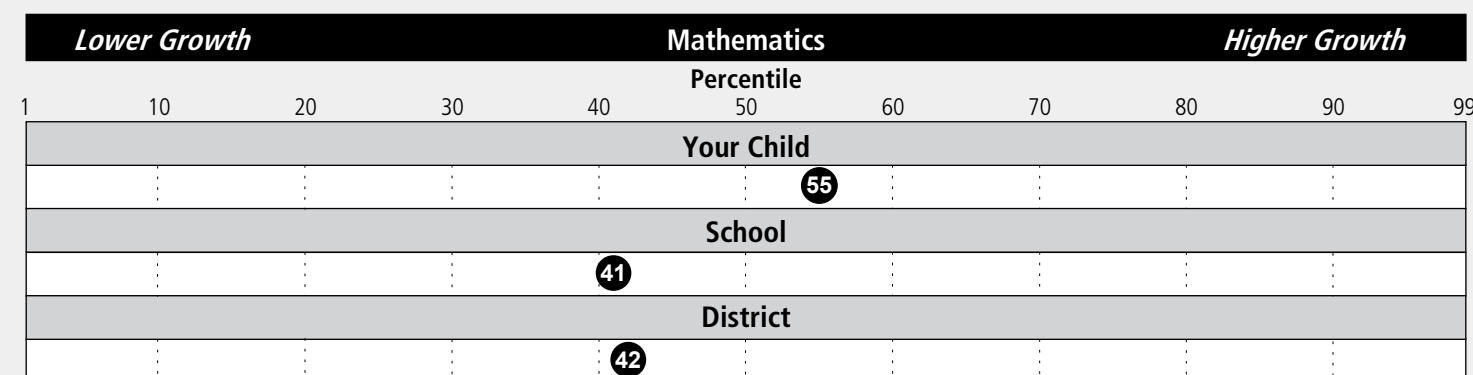 Lower Growth Mathematics Higher Growth
Percentile
1 10 20 30 40 50 60 70 80 90 99
Your Child
55
School
41
District
42